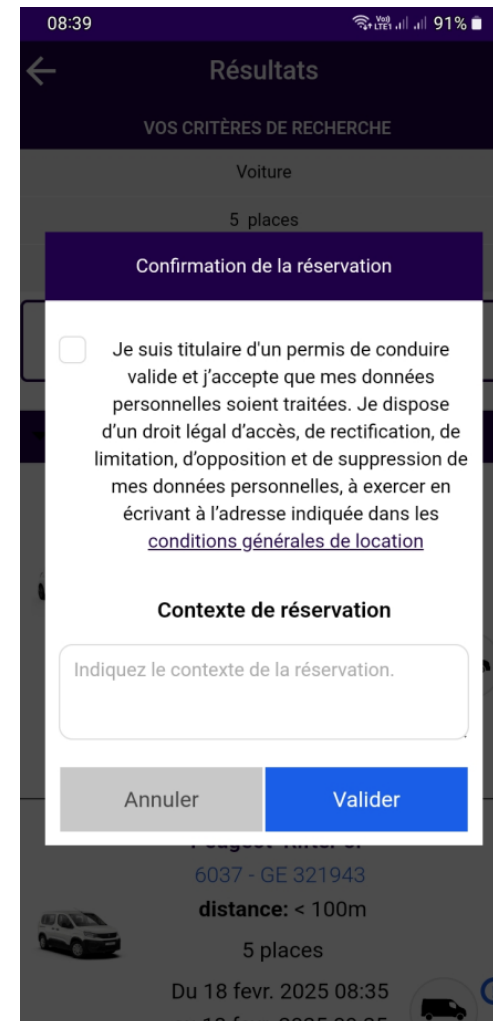 08:39
Vo9) LTE1 91%
Résultats
VOS CRITÈRES DE RECHERCHE
Voiture
5 places
Confirmation de la réservation
Je suis titulaire d'un permis de conduire
valide et j’accepte que mes données
personnelles soient traitées. Je dispose
d’un droit légal d’accès, de rectification, de
limitation, d’opposition et de suppression de
mes données personnelles, à exercer en
écrivant à l’adresse indiquée dans les
conditions générales de location
Contexte de réservation
Indiquez le contexte de la réservation.
Annuler
Valider
6037 - GE 321943
distance: < 100m
5 places
Du 18 fevr. 2025 08:35